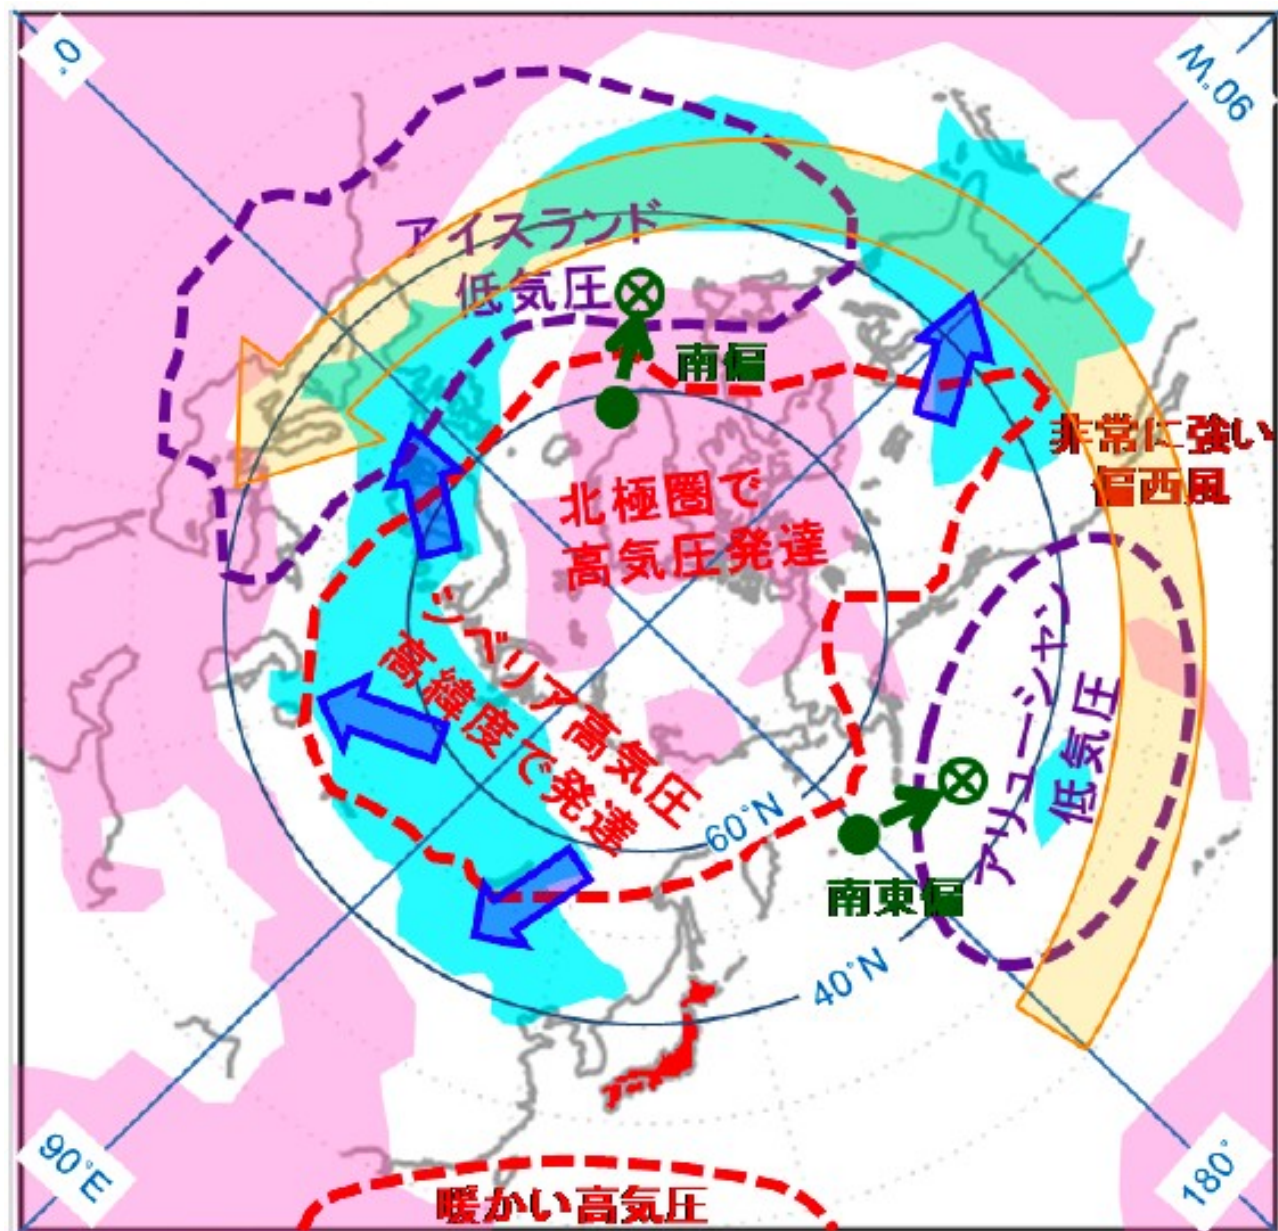 0°
90°W
アイスランド
低気圧
南偏
非常に強い
偏西風
北極圏で
高気圧発達
シベリア高気圧
高緯度で発達
アリューシャン
低気圧
60°N
南東偏
40°N
90°E
180°
暖かい高気圧